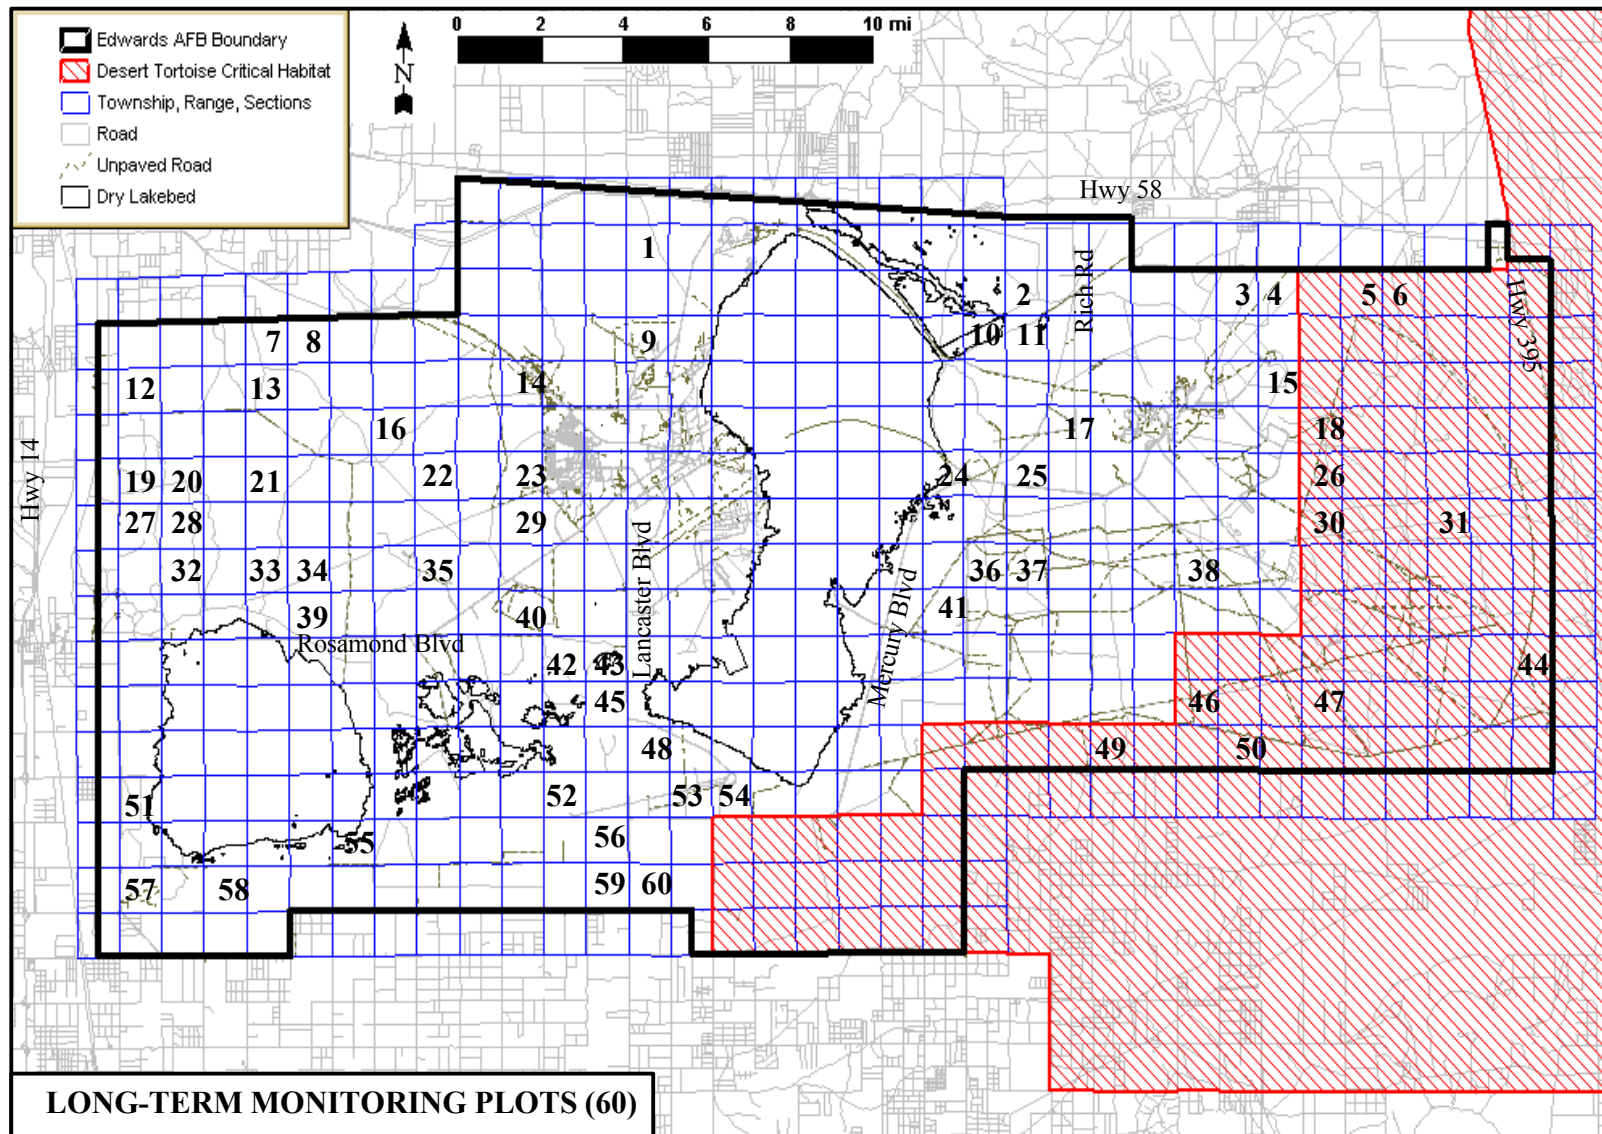 Edwards AFB Boundary
Desert Tortoise Critical Habitat
Township, Range, Sections
Road
Unpaved Road
Dry Lakebed
N
0 2 4 6 8 10 mi
Hwy 58
1
Rich Rd
2 3 4 5 6
Hwy 395
7 8 9 10 11
12 13 14 15
Hwy 14
16 17 18
19 20 21 22 23 24 25 26
27 28 29 30 31
Lancaster Blvd
32 33 34 35 36 37 38
Mercury Blvd
39 40 41
Rosamond Blvd
42 43 44
45 46 47
48 49 50
51 52 53 54
55 56
57 58 59 60
LONG-TERM MONITORING PLOTS (60)